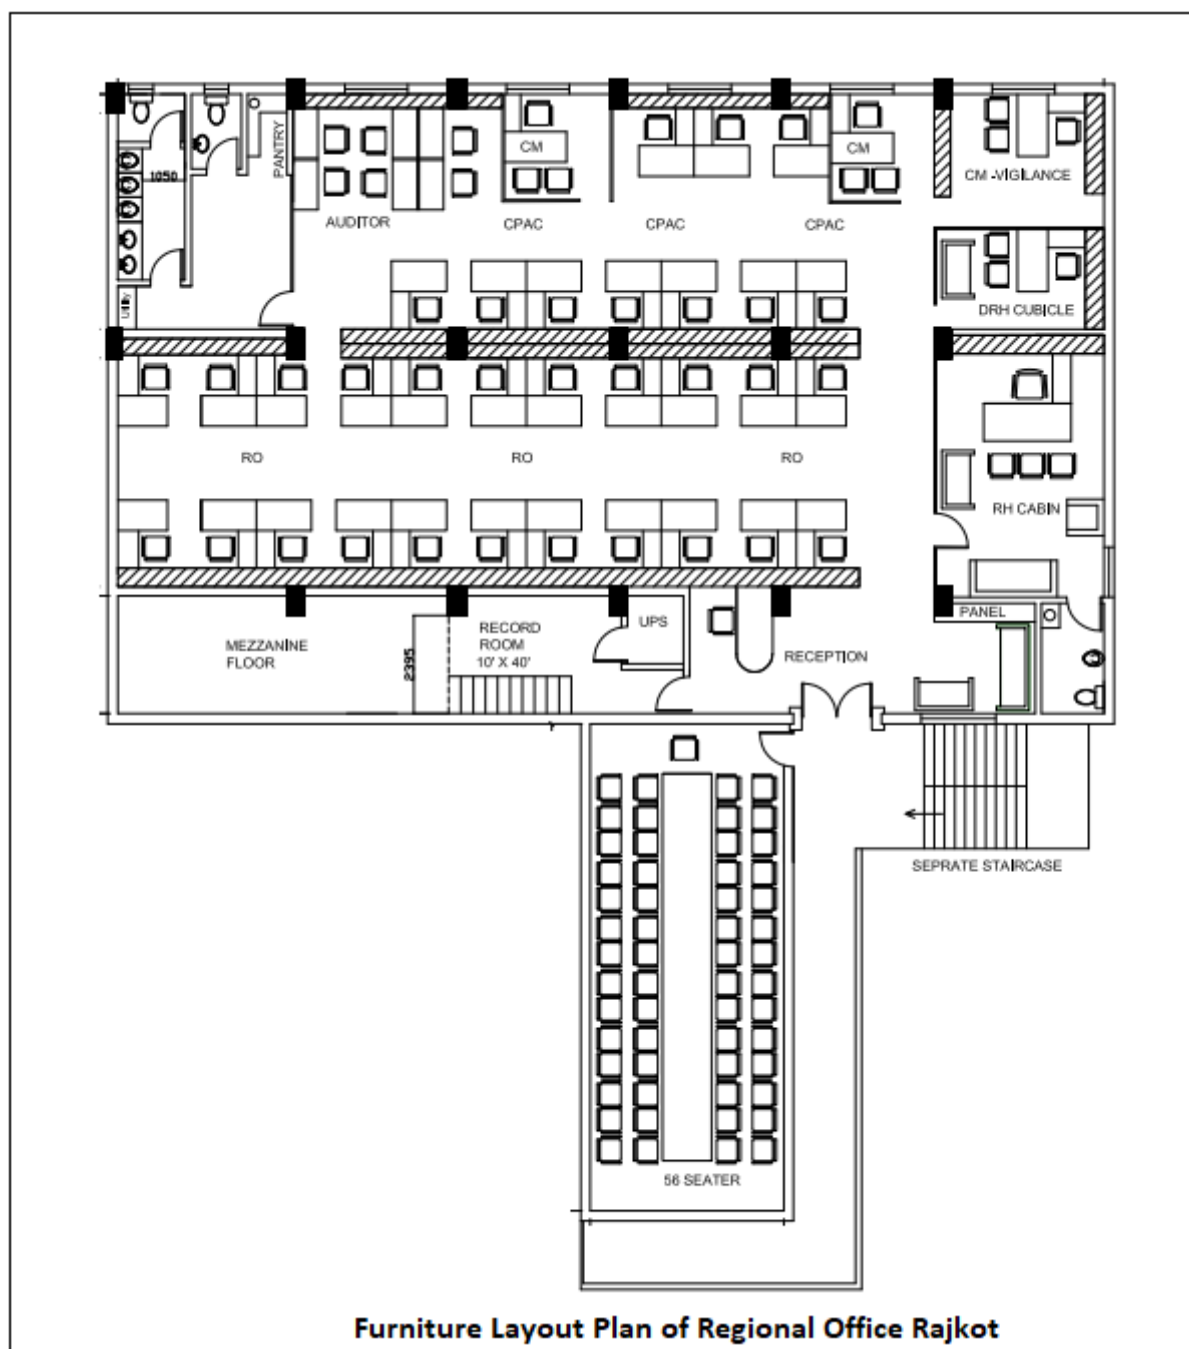 PANTRY
1050
CM
CM
CM -VIGILANCE
AUDITOR
CPAC
CPAC
CPAC
Utility
DRH CUBICLE
RO
RO
RO
RH CABIN
PANEL
MEZZANINE
FLOOR
2395
RECORD
ROOM
10' X 40'
UPS
RECEPTION
SEPRATE STAIRCASE
56 SEATER
Furniture Layout Plan of Regional Office Rajkot